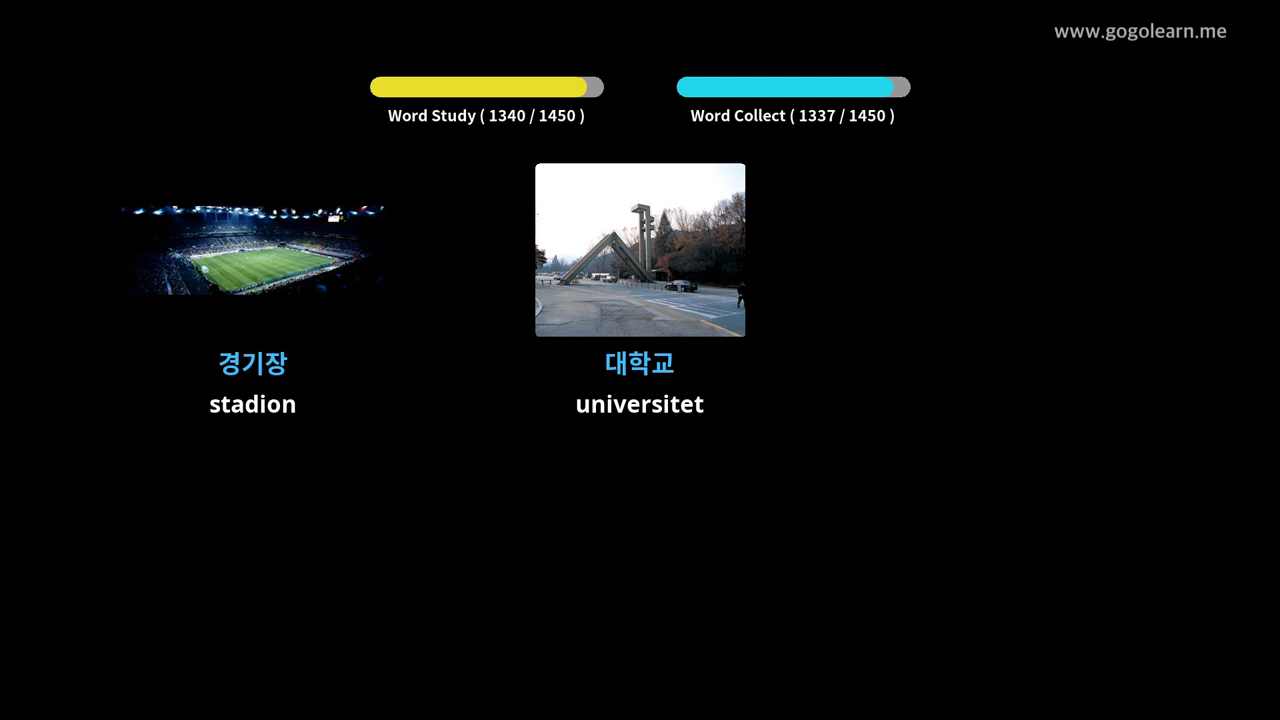 www.gogolearn.me
Word Study ( 1340 / 1450 )
Word Collect ( 1337 / 1450 )
경기장
대학교
stadion
universitet